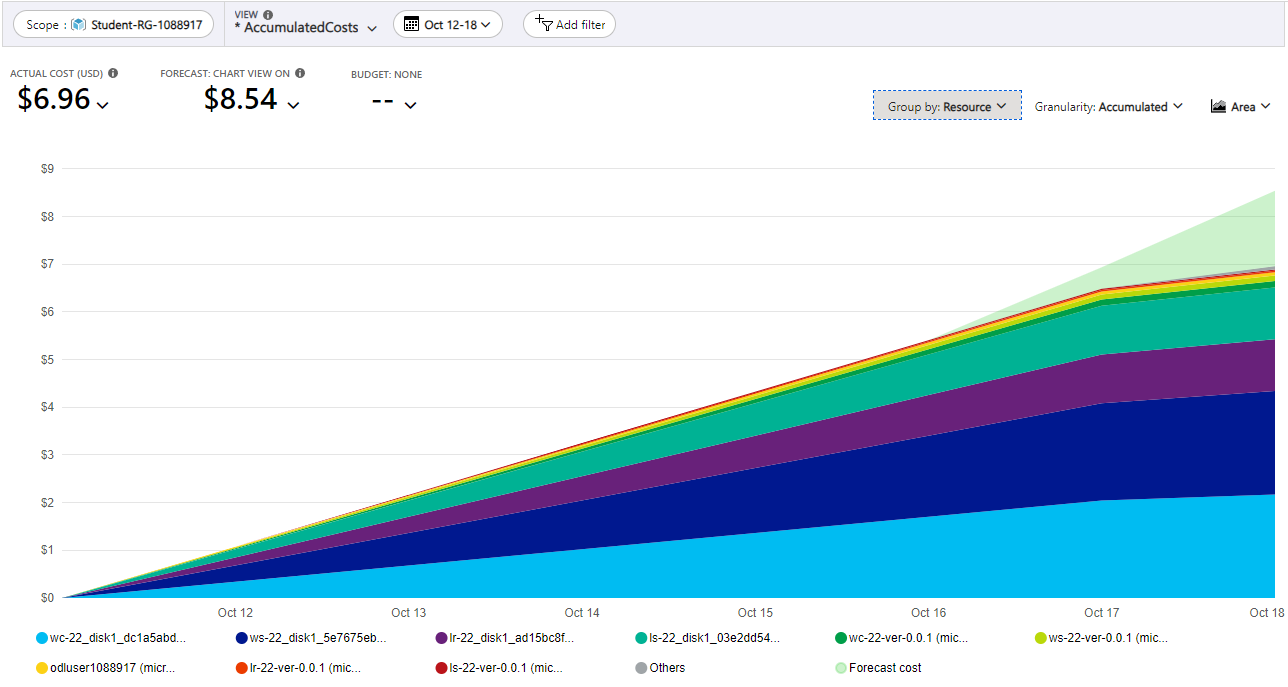 Scope : Student-RG-1088917
VIEW
* AccumulatedCosts
Oct 12-18
Add filter
ACTUAL COST (USD)
$6.96
FORECAST: CHART VIEW ON
$8.54
BUDGET: NONE
--
Group by: Resource
Granularity: Accumulated
Area
$9
$8
$7
$6
$5
$4
$3
$2
$1
$0
Oct 12 Oct 13 Oct 14 Oct 15 Oct 16 Oct 17 Oct 18
wc-22_disk1_dc1a5abd... ws-22_disk1_5e7675eb... lr-22_disk1_ad15bc8f... ls-22_disk1_03e2dd54... wc-22-ver-0.0.1 (mic... ws-22-ver-0.0.1 (mic...
odluser1088917 (micr... lr-22-ver-0.0.1 (mic... ls-22-ver-0.0.1 (mic... Others Forecast cost